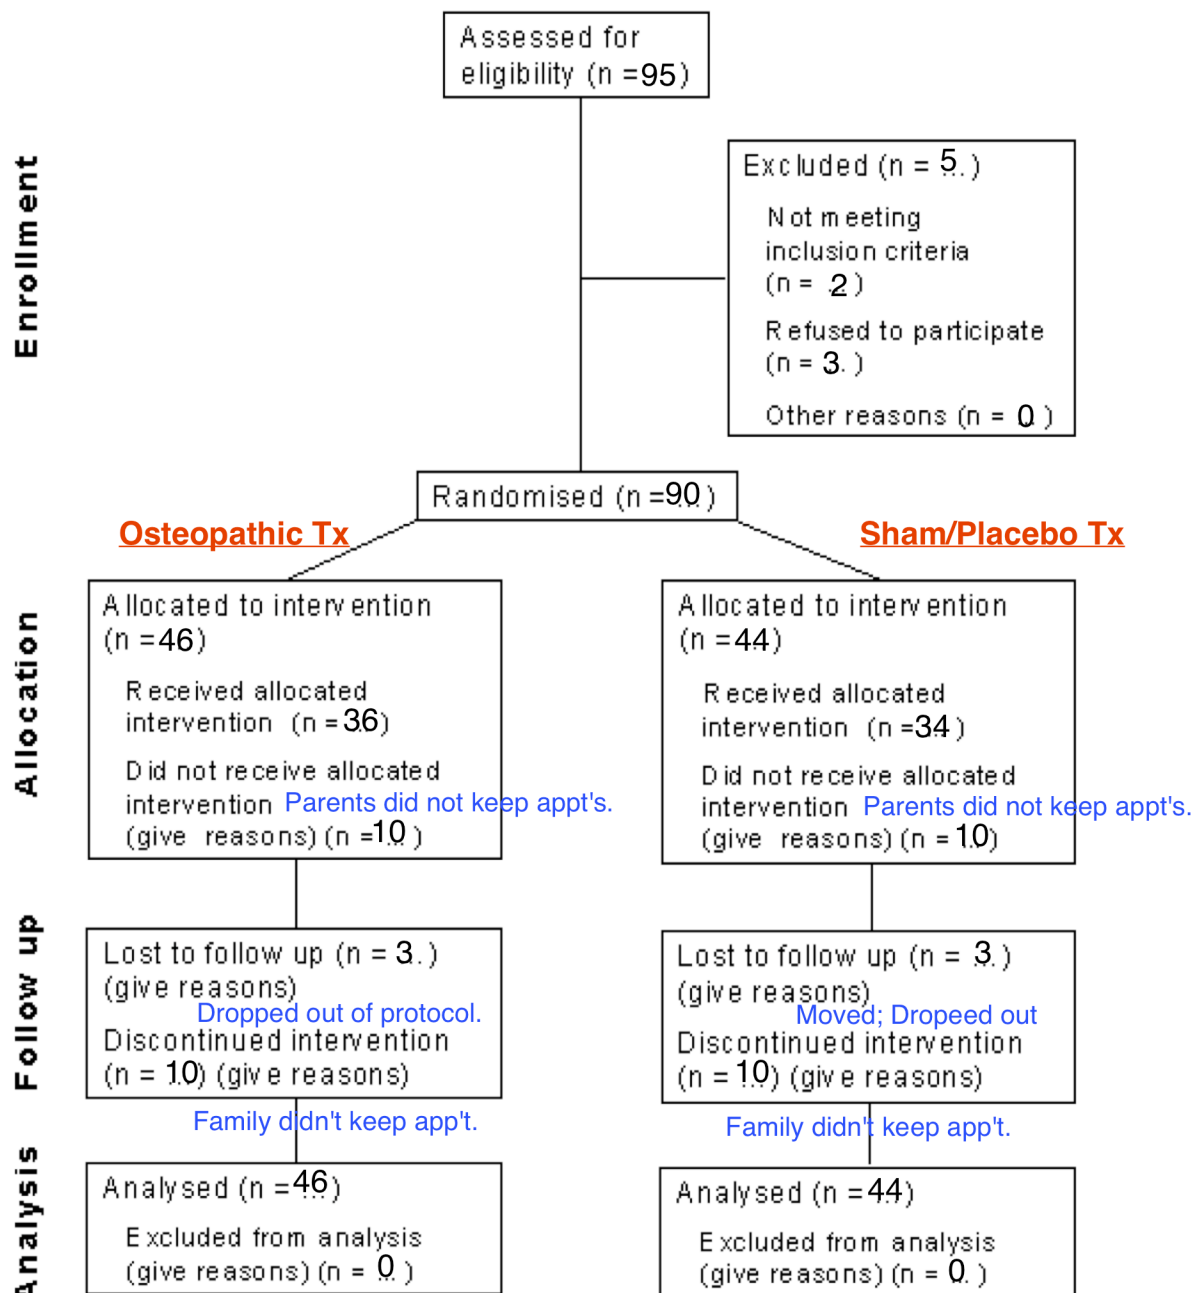 Assessed for
eligibility (n =95)
Enrollment
Excluded (n = 5. )
Not meeting
inclusion criteria
(n = 2 )
Refused to participate
(n = 3. )
Other reasons (n = 0 )
Randomised (n =90 )
Osteopathic Tx
Sham/Placebo Tx
Allocation
Allocated to intervention
(n =46)
Received allocated
intervention (n =36)
Did not receive allocated
intervention Parents did not keep appt's.
(give reasons) (n =10 )
Allocated to intervention
(n =44)
Received allocated
intervention (n =34 )
Did not receive allocated
intervention Parents did not keep appt's.
(give reasons) (n = 10)
Follow up
Lost to follow up (n = 3. )
(give reasons)
Dropped out of protocol.
Discontinued intervention
(n = 10) (give reasons)
Family didn't keep app't.
Lost to follow up (n = 3. )
(give reasons)
Moved; Dropeed out
Discontinued intervention
(n = 10) (give reasons)
Family didn't keep app't.
Analysis
Analysed (n =46)
Excluded from analysis
(give reasons) (n = 0 )
Analysed (n =44)
Excluded from analysis
(give reasons) (n = 0. )